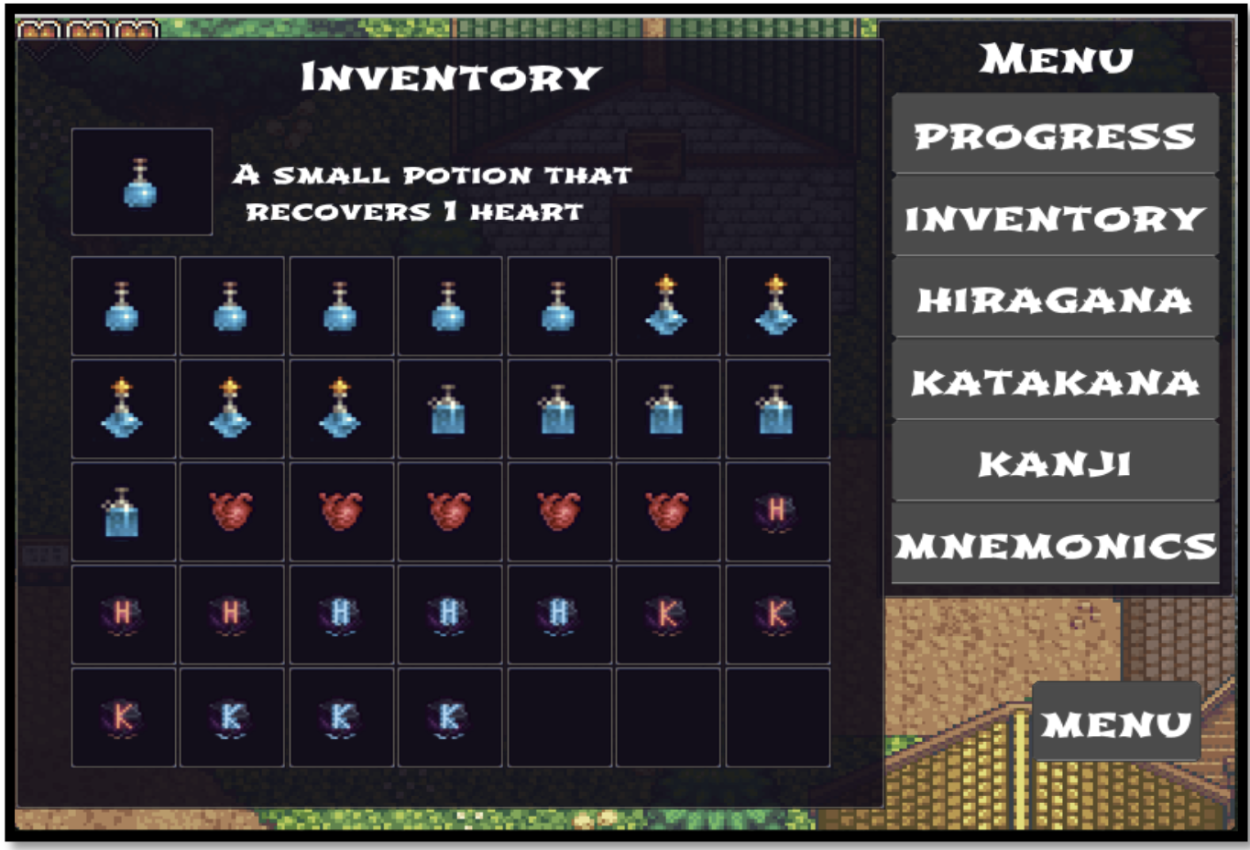 INVENTORY
A SMALL POTION THAT
RECOVERS 1 HEART
H
H H H H H K K
K K K K
MENU
PROGRESS
INVENTORY
HIRAGANA
KATAKANA
KANJI
MNEMONICS
MENU